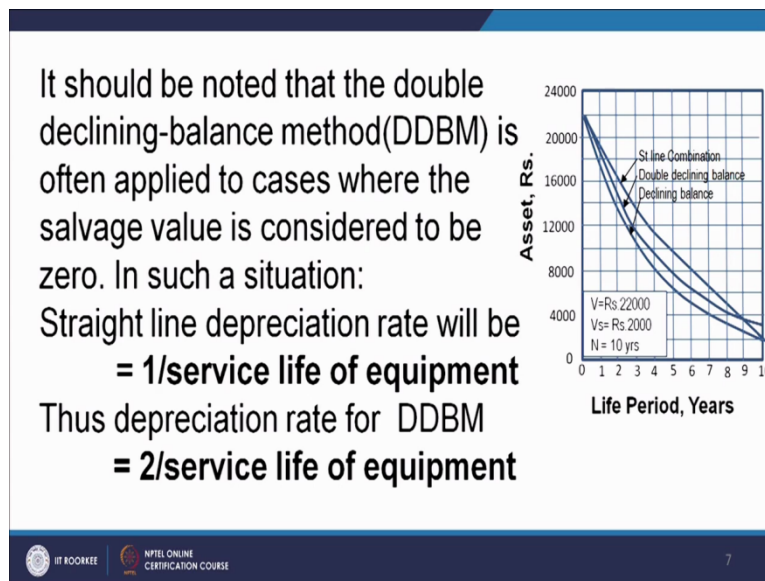 It should be noted that the double
declining-balance method(DDBM) is
often applied to cases where the
salvage value is considered to be
zero. In such a situation:
Straight line depreciation rate will be
= 1/service life of equipment
Thus depreciation rate for DDBM
= 2/service life of equipment
24000
20000
16000
12000
8000
4000
0
Asset, Rs.
St line Combination
Double declining balance
Declining balance
V=Rs.22000
Vs= Rs.2000
N = 10 yrs
0 1 2 3 4 5 6 7 8 9 1
Life Period, Years
IIT ROORKEE
NPTEL ONLINE
CERTIFICATION COURSE
7